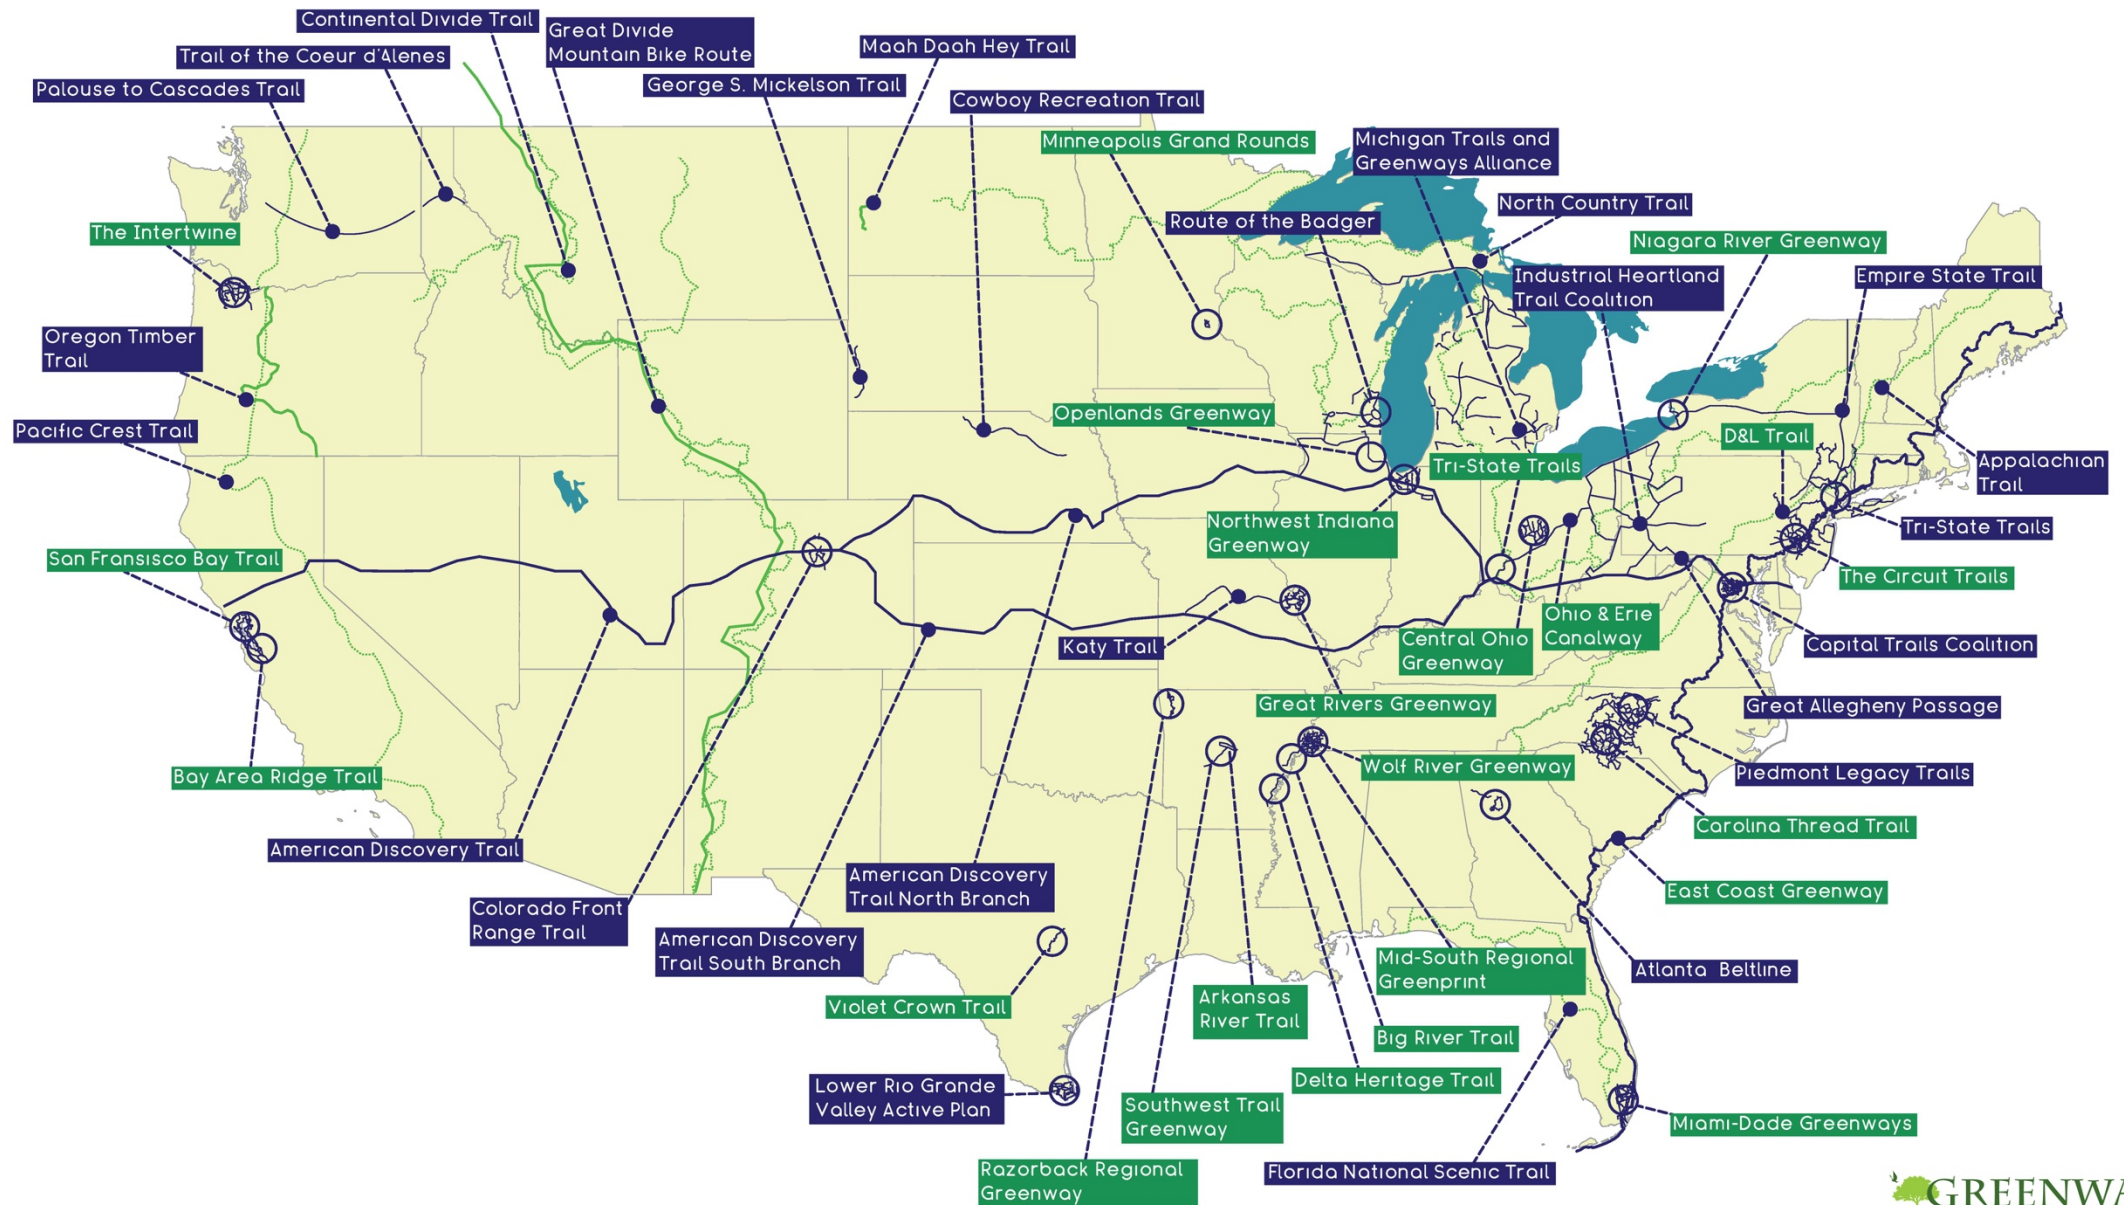 Continental Divide Trail
Great Divide
Mountain Bike Route
Trail of the Coeur d'Alenes
Maah Daah Hey Trail
Palouse to Cascades Trail
George S. Mickelson Trail
Cowboy Recreation Trail
Minneapolis Grand Rounds
Michigan Trails and
Greenways Alliance
North Country Trail
Route of the Badger
The Intertwine
Niagara River Greenway
Industrial Heartland
Trail Coalition
Empire State Trail
Oregon Timber
Trail
Openlands Greenway
Pacific Crest Trail
D&L Trail
Tri-State Trails
Appalachian
Trail
Northwest Indiana
Greenway
Tri-State Trails
San Fransisco Bay Trail
The Circuit Trails
Ohio & Erie
Canalway
Central Ohio
Greenway
Katy Trail
Capital Trails Coalition
Great Rivers Greenway
Great Allegheny Passage
Wolf River Greenway
Bay Area Ridge Trail
Piedmont Legacy Trails
Carolina Thread Trail
American Discovery Trail
American Discovery
Trail North Branch
East Coast Greenway
Colorado Front
Range Trail
American Discovery
Trail South Branch
Mid-South Regional
Greenprint
Atlanta Beltline
Violet Crown Trail
Arkansas
River Trail
Big River Trail
Delta Heritage Trail
Lower Rio Grande
Valley Active Plan
Southwest Trail
Greenway
Miami-Dade Greenways
Razorback Regional
Greenway
Florida National Scenic Trail
GREENWA